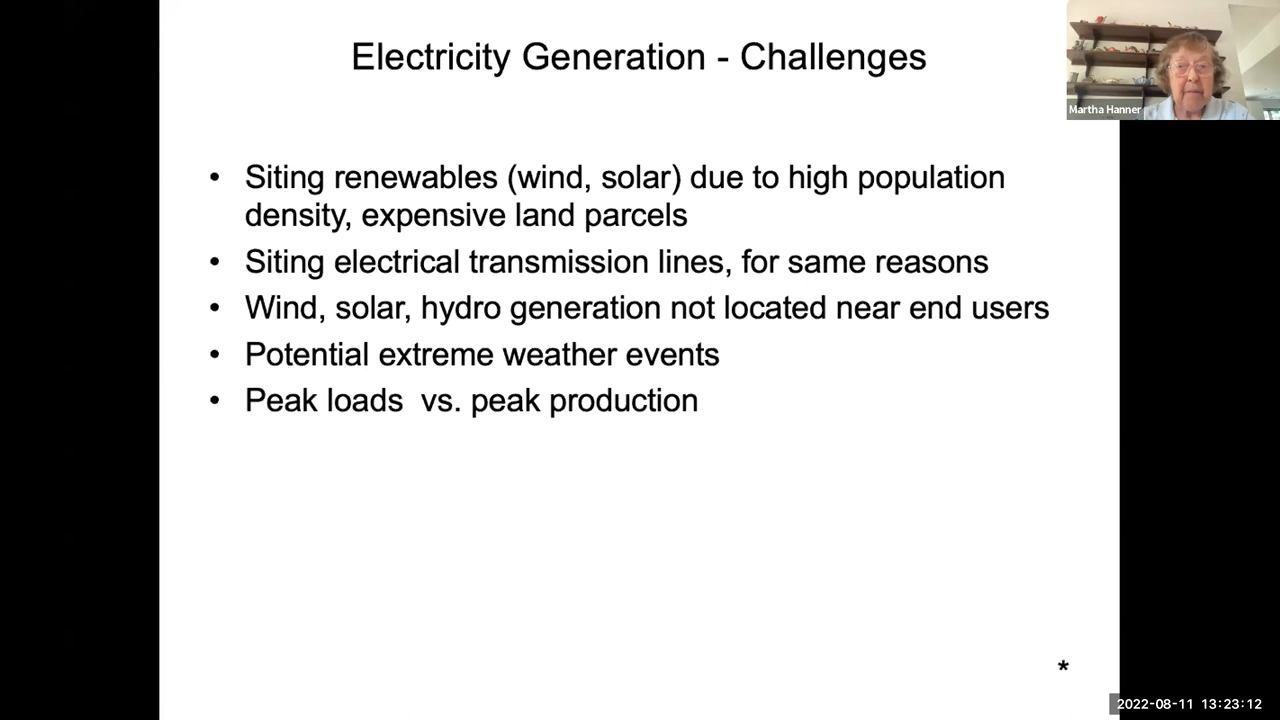 Electricity Generation - Challenges
Martha Hanner
• Siting renewables (wind, solar) due to high population
density, expensive land parcels
• Siting electrical transmission lines, for same reasons
• Wind, solar, hydro generation not located near end users
• Potential extreme weather events
• Peak loads  vs. peak production
*
2022-08-11 13:23:12